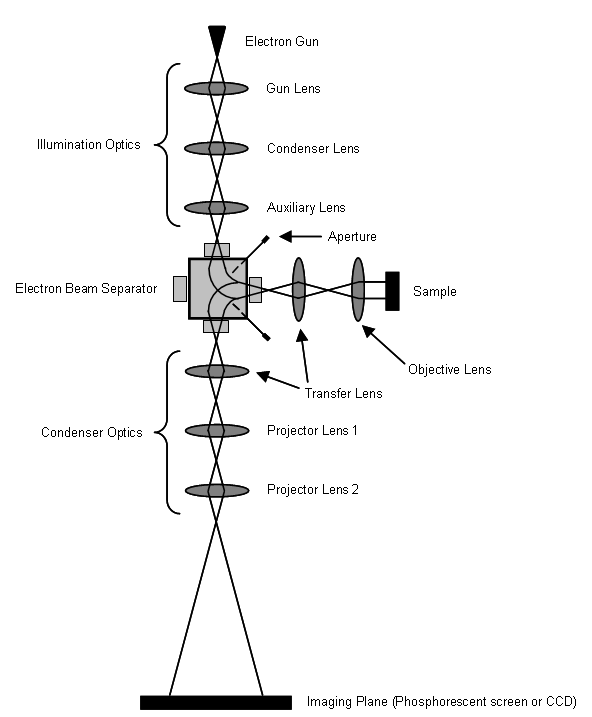 Electron Gun
Gun Lens
Illumination Optics
Condenser Lens
Auxiliary Lens
Aperture
Electron Beam Separator
Sample
Objective Lens
Transfer Lens
Condenser Optics
Projector Lens 1
Projector Lens 2
Imaging Plane (Phosphorescent screen or CCD)